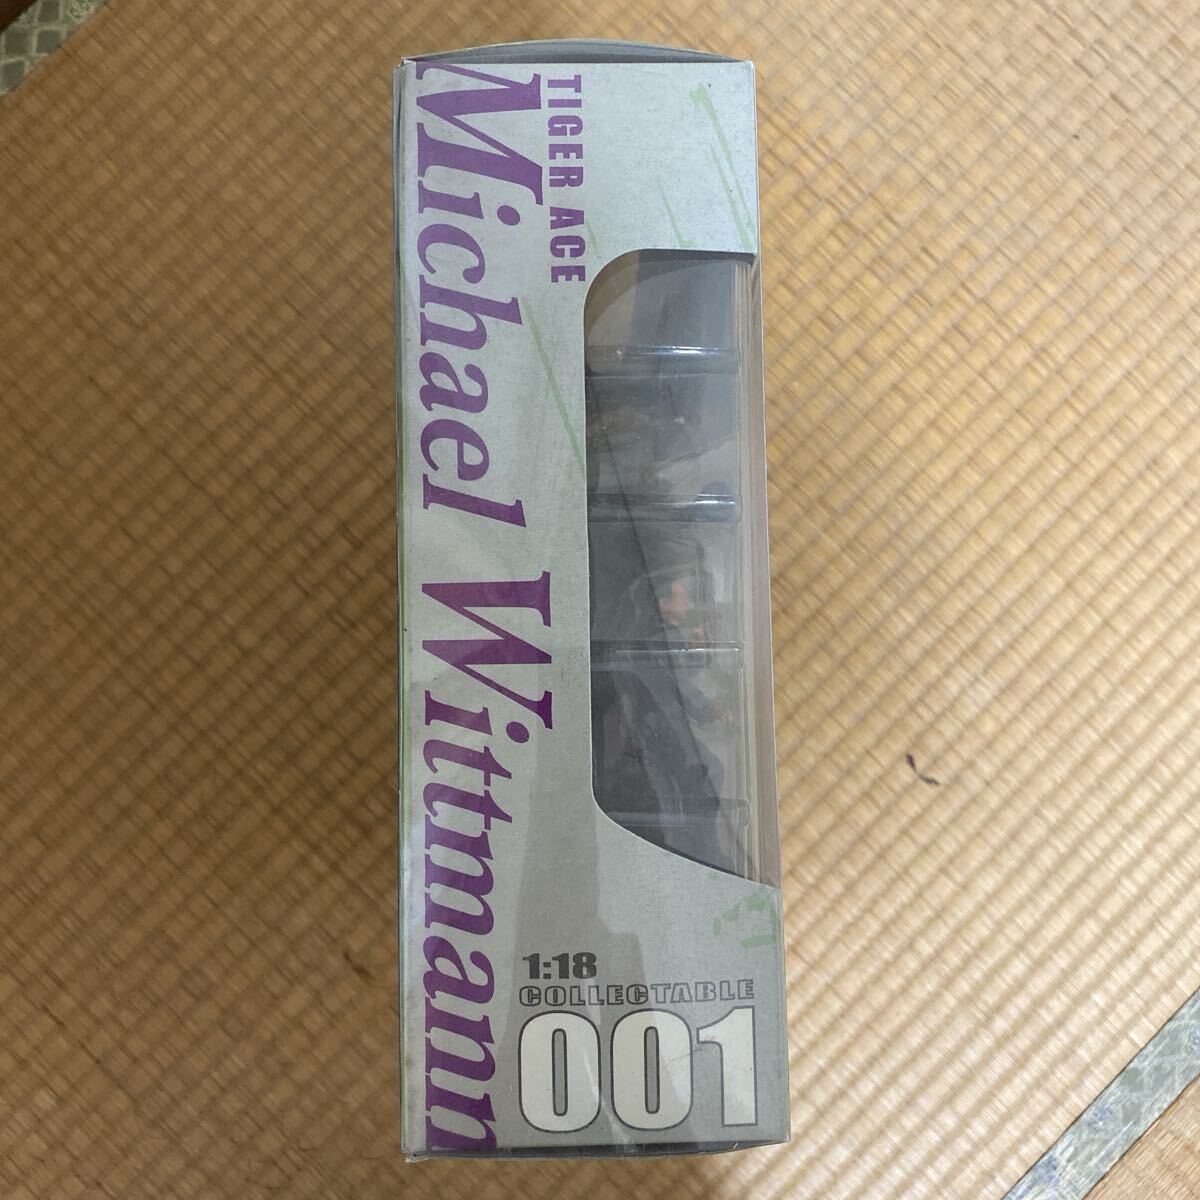 TIGER ACE
Michael Wittmann
1:18
COLLECTABLE
001